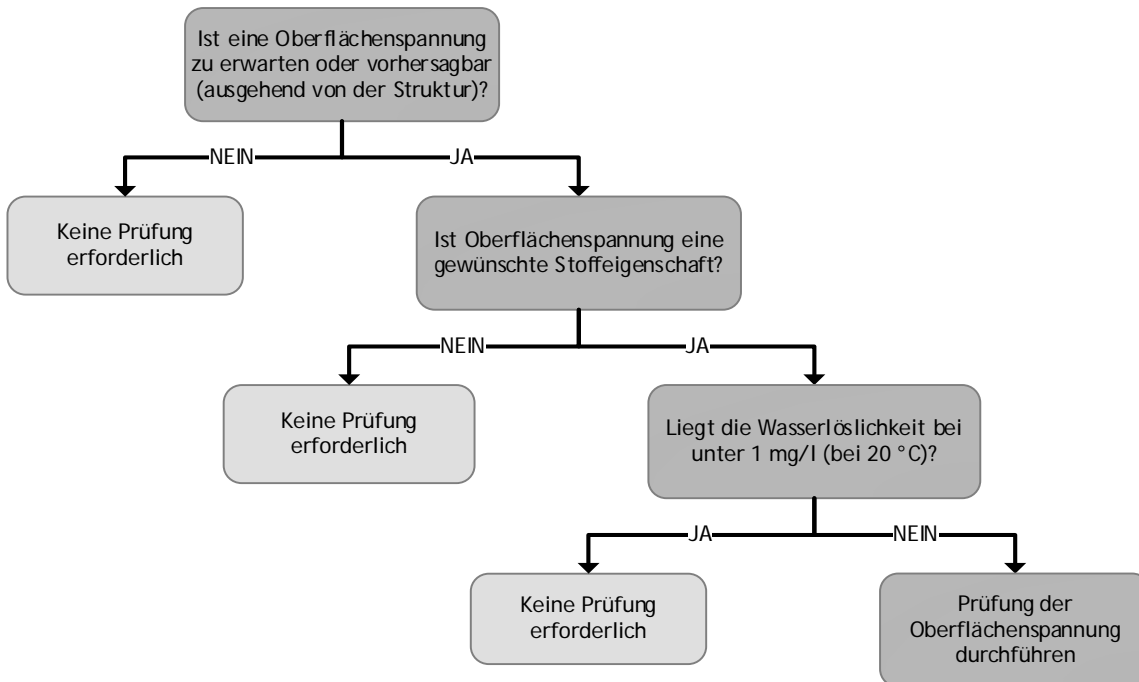 Ist eine Oberflächenspannung
zu erwarten oder vorhersagbar
(ausgehend von der Struktur)?
NEIN
JA
Keine Prüfung
erforderlich
Ist Oberflächenspannung eine
gewünschte Stoffeigenschaft?
NEIN
JA
Keine Prüfung
erforderlich
Liegt die Wasserlöslichkeit bei
unter 1 mg/l (bei 20 °C)?
JA
NEIN
Keine Prüfung
erforderlich
Prüfung der
Oberflächenspannung
durchführen